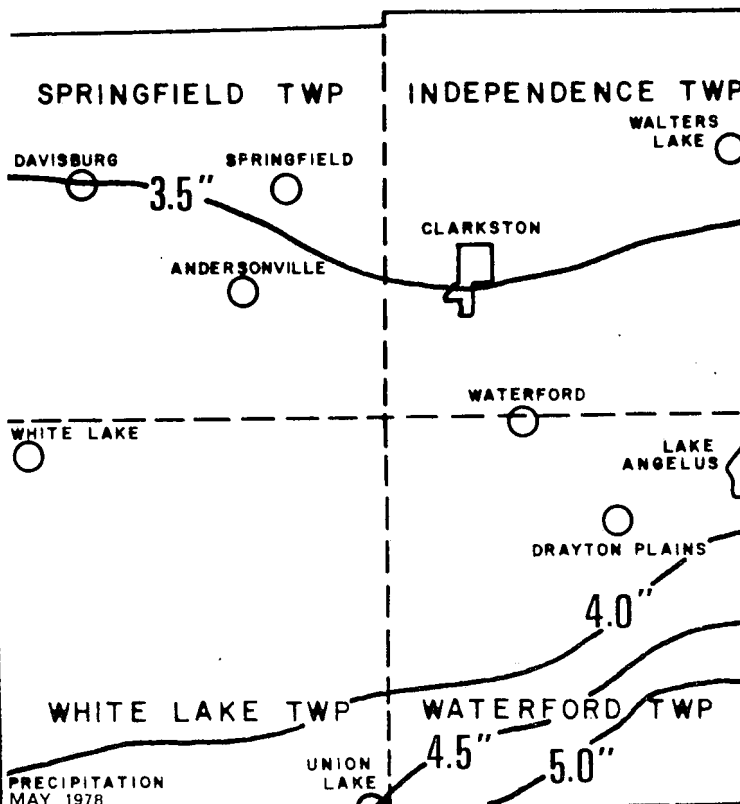 SPRINGFIELD TWP
INDEPENDENCE TWP
WALTERS
LAKE
DAVISBURG
SPRINGFIELD
3.5"
CLARKSTON
ANDERSONVILLE
WATERFORD
WHITE LAKE
LAKE
ANGELUS
DRAYTON PLAINS
4.0"
WHITE LAKE TWP
WATERFORD TWP
4.5"
UNION
LAKE
5.0"
PRECIPITATION
MAY 1978